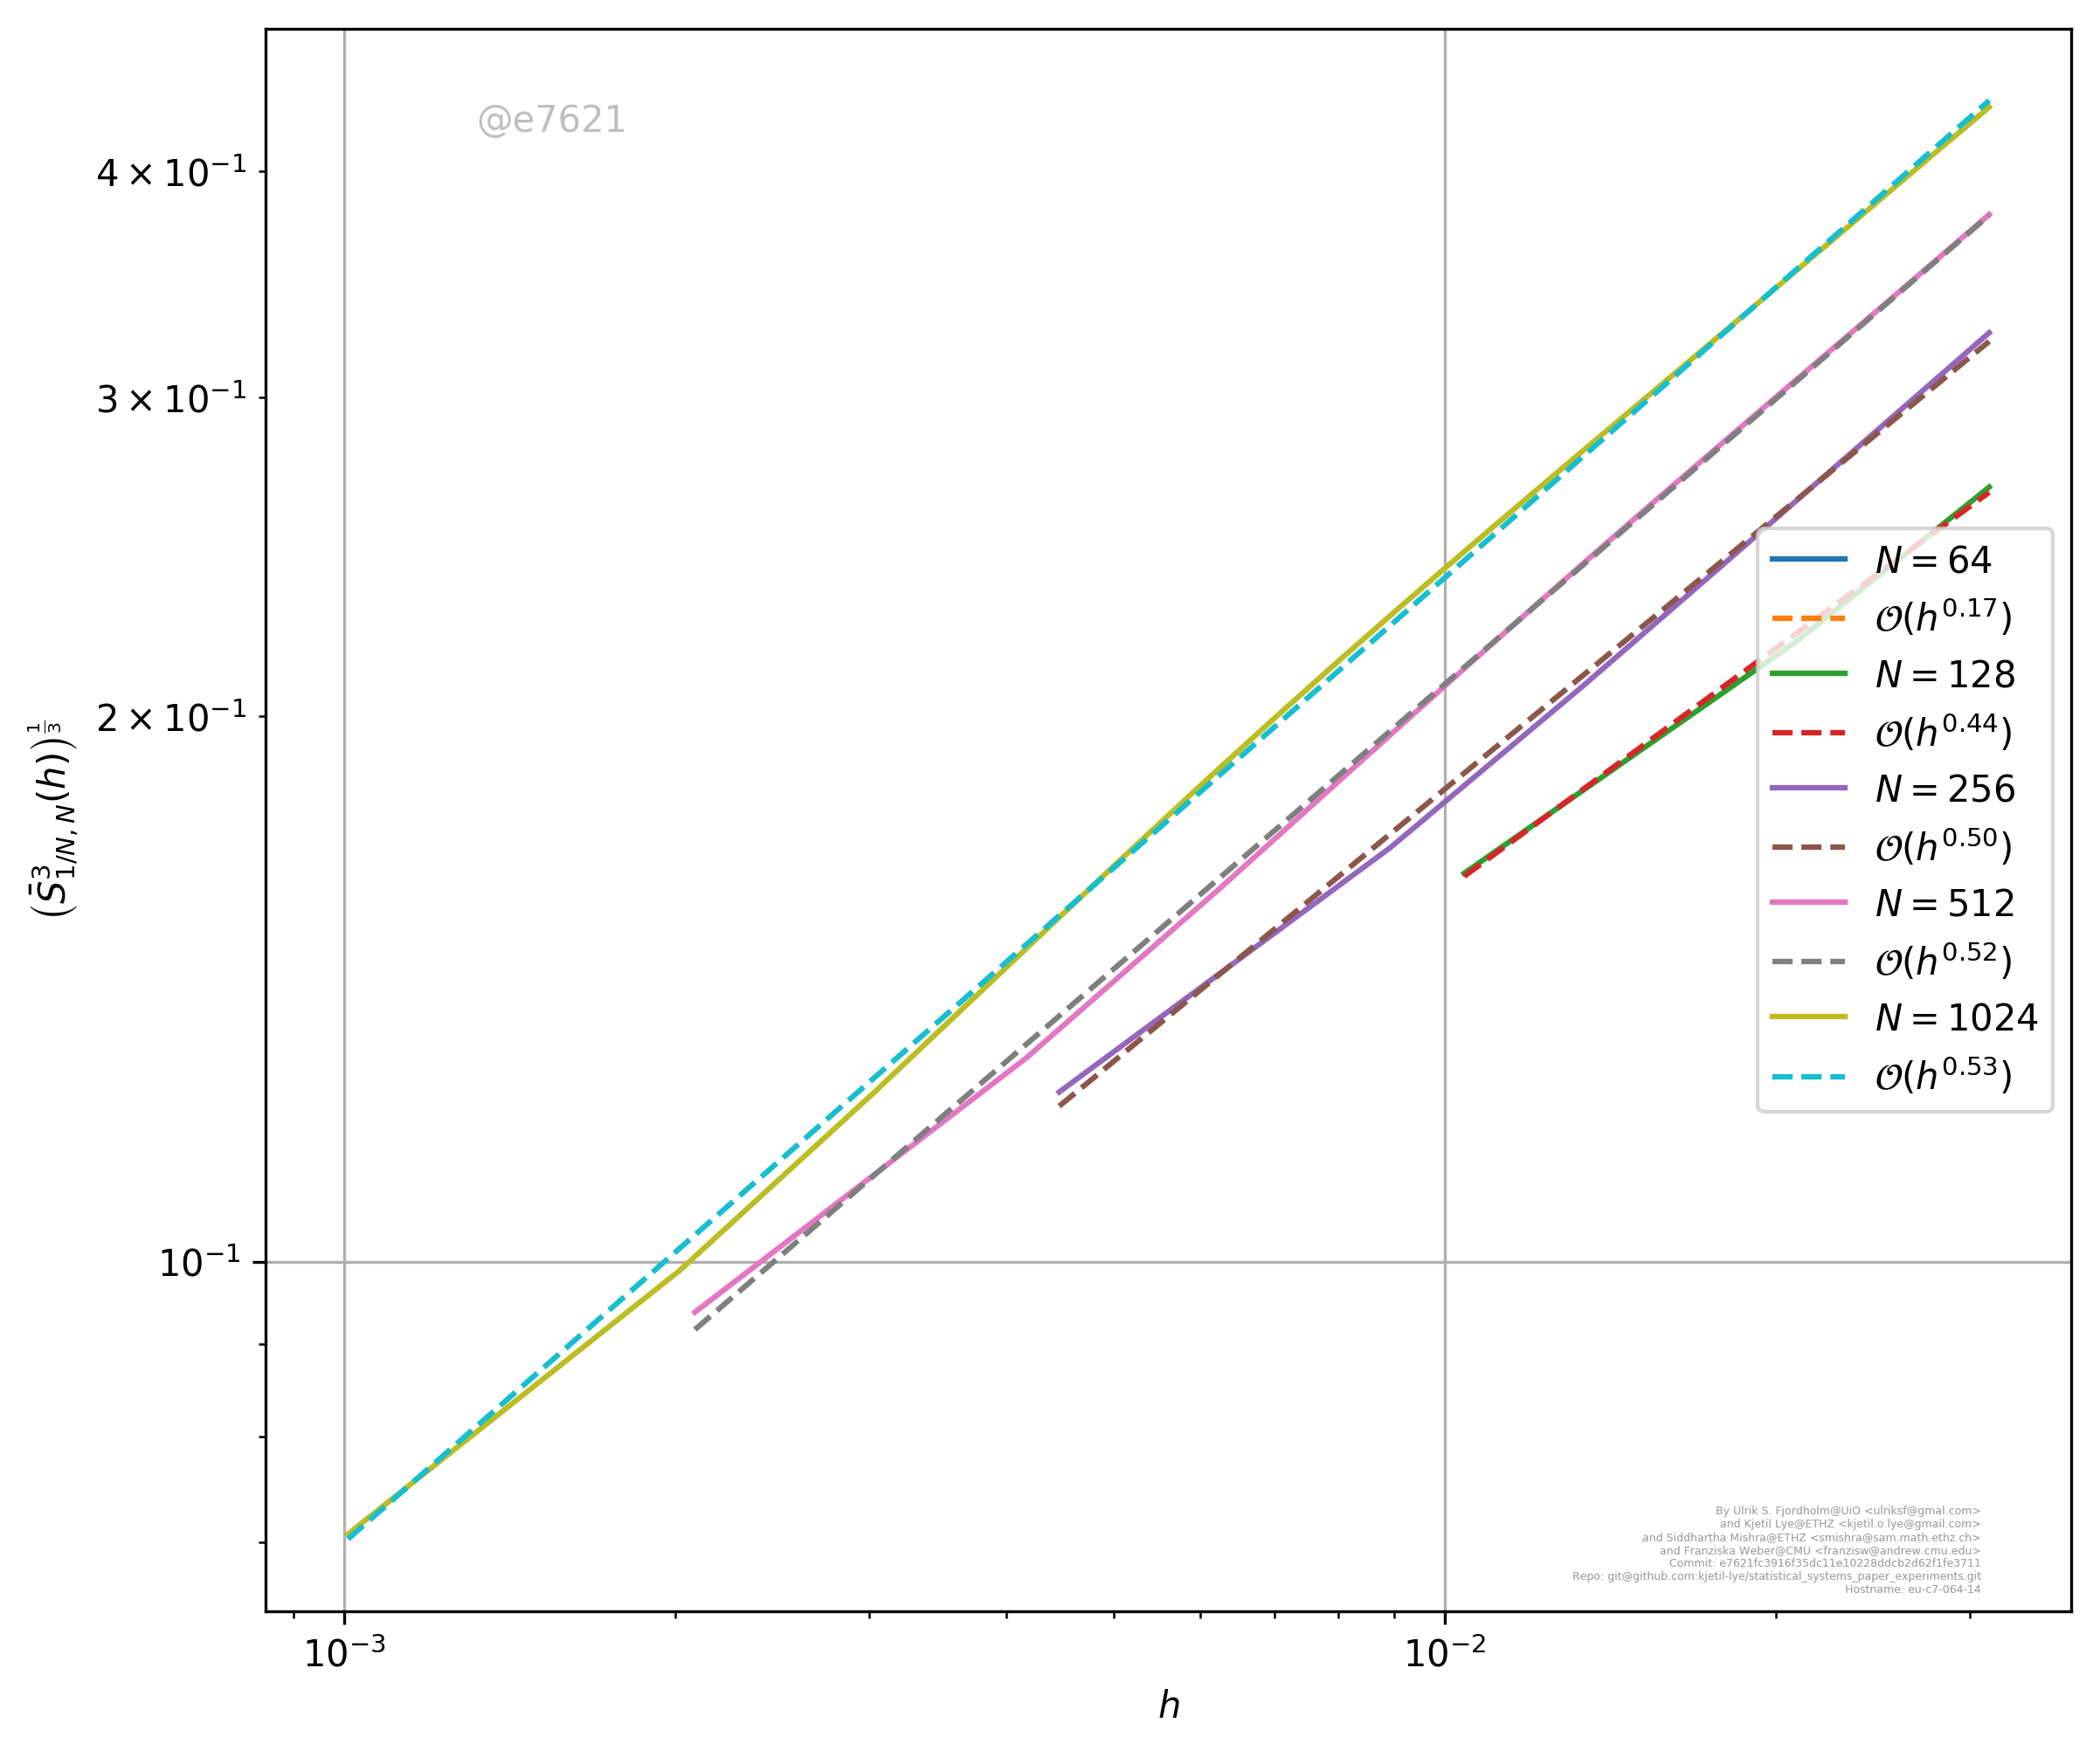 @e7621
4 × 10⁻¹
3 × 10⁻¹
2 × 10⁻¹
10⁻¹
(S̄³₁/N, N(h))^(1/3)
N = 64
𝒪(h^0.17)
N = 128
𝒪(h^0.44)
N = 256
𝒪(h^0.50)
N = 512
𝒪(h^0.52)
N = 1024
𝒪(h^0.53)
By Ulrik S. Fjordholm@UiO <ulriksf@gmal.com>
and Kjetil Lye@ETHZ <kjetil.o.lye@gmail.com>
and Siddhartha Mishra@ETHZ <smishra@sam.math.ethz.ch>
and Franziska Weber@CMU <franzisw@andrew.cmu.edu>
Commit: e7621fc3916f35dc11e10228ddcb2d62f1fe3711
Repo: git@github.com:kjetil-lye/statistical_systems_paper_experiments.git
Hostname: eu-c7-064-14
10⁻³
10⁻²
h